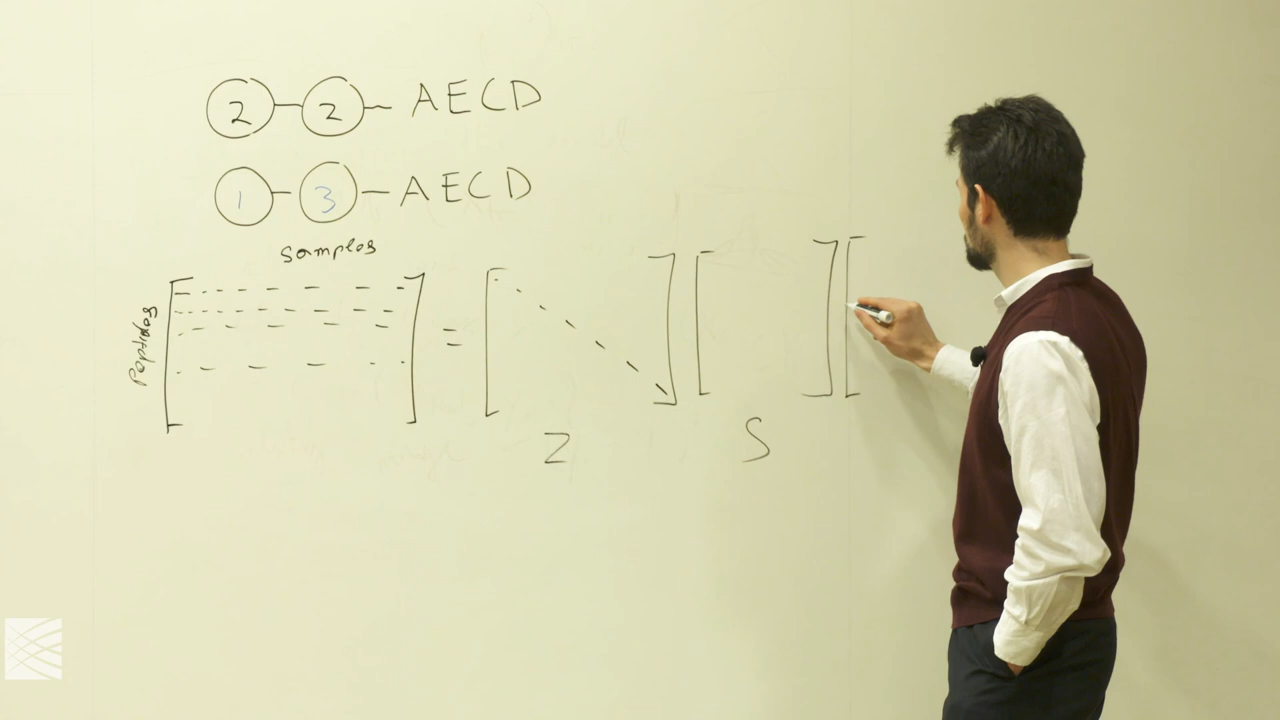 2 - 2 - AECD
1 - 3 - AECD
samples
Peptides
=
Z
S